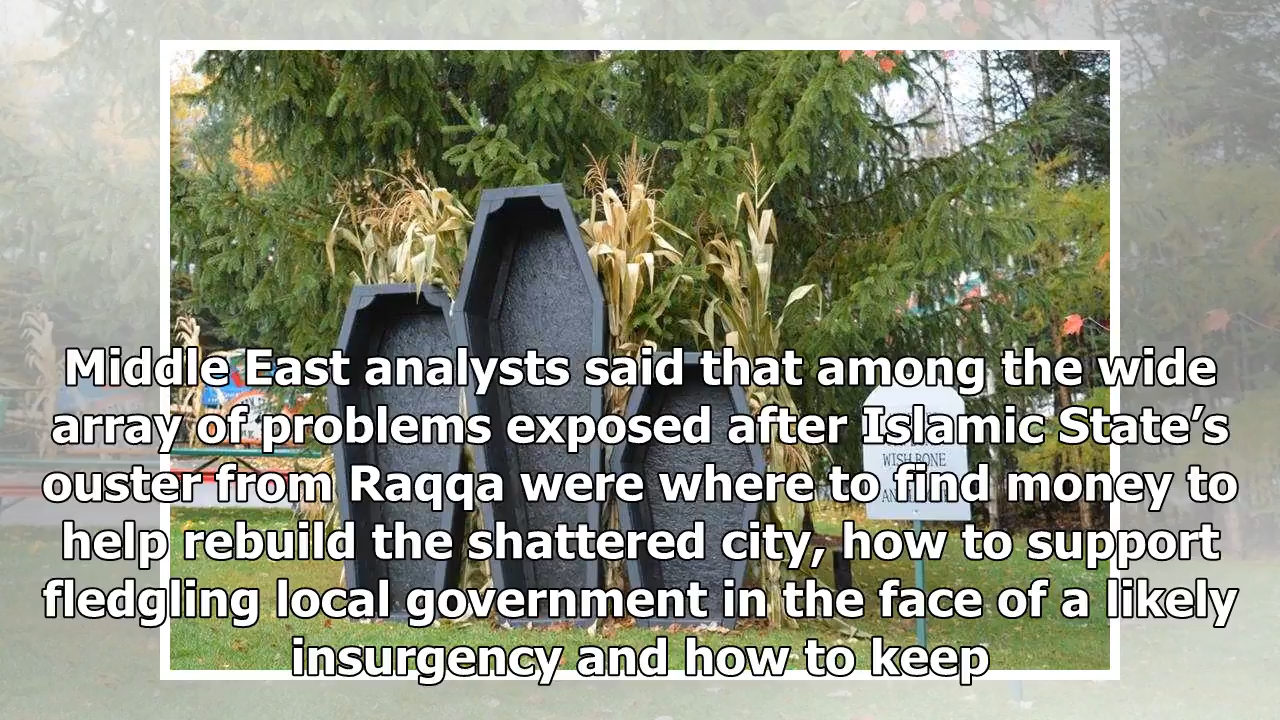 Middle East analysts said that among the wide
array of problems exposed after Islamic State’s
ouster from Raqqa were where to find money to
help rebuild the shattered city, how to support
fledgling local government in the face of a likely
insurgency and how to keep
WISH BONE